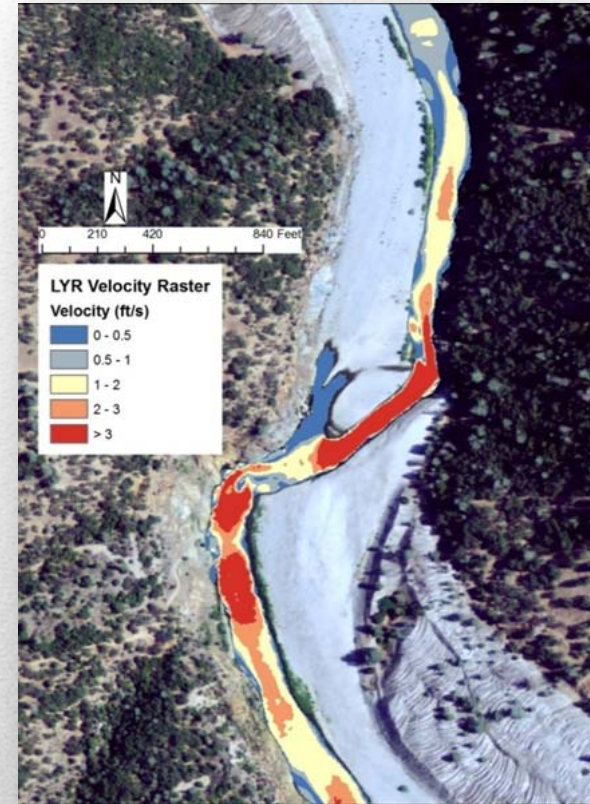 N
0 210 420 840 Feet
LYR Velocity Raster
Velocity (ft/s)
0 - 0.5
0.5 - 1
1 - 2
2 - 3
> 3